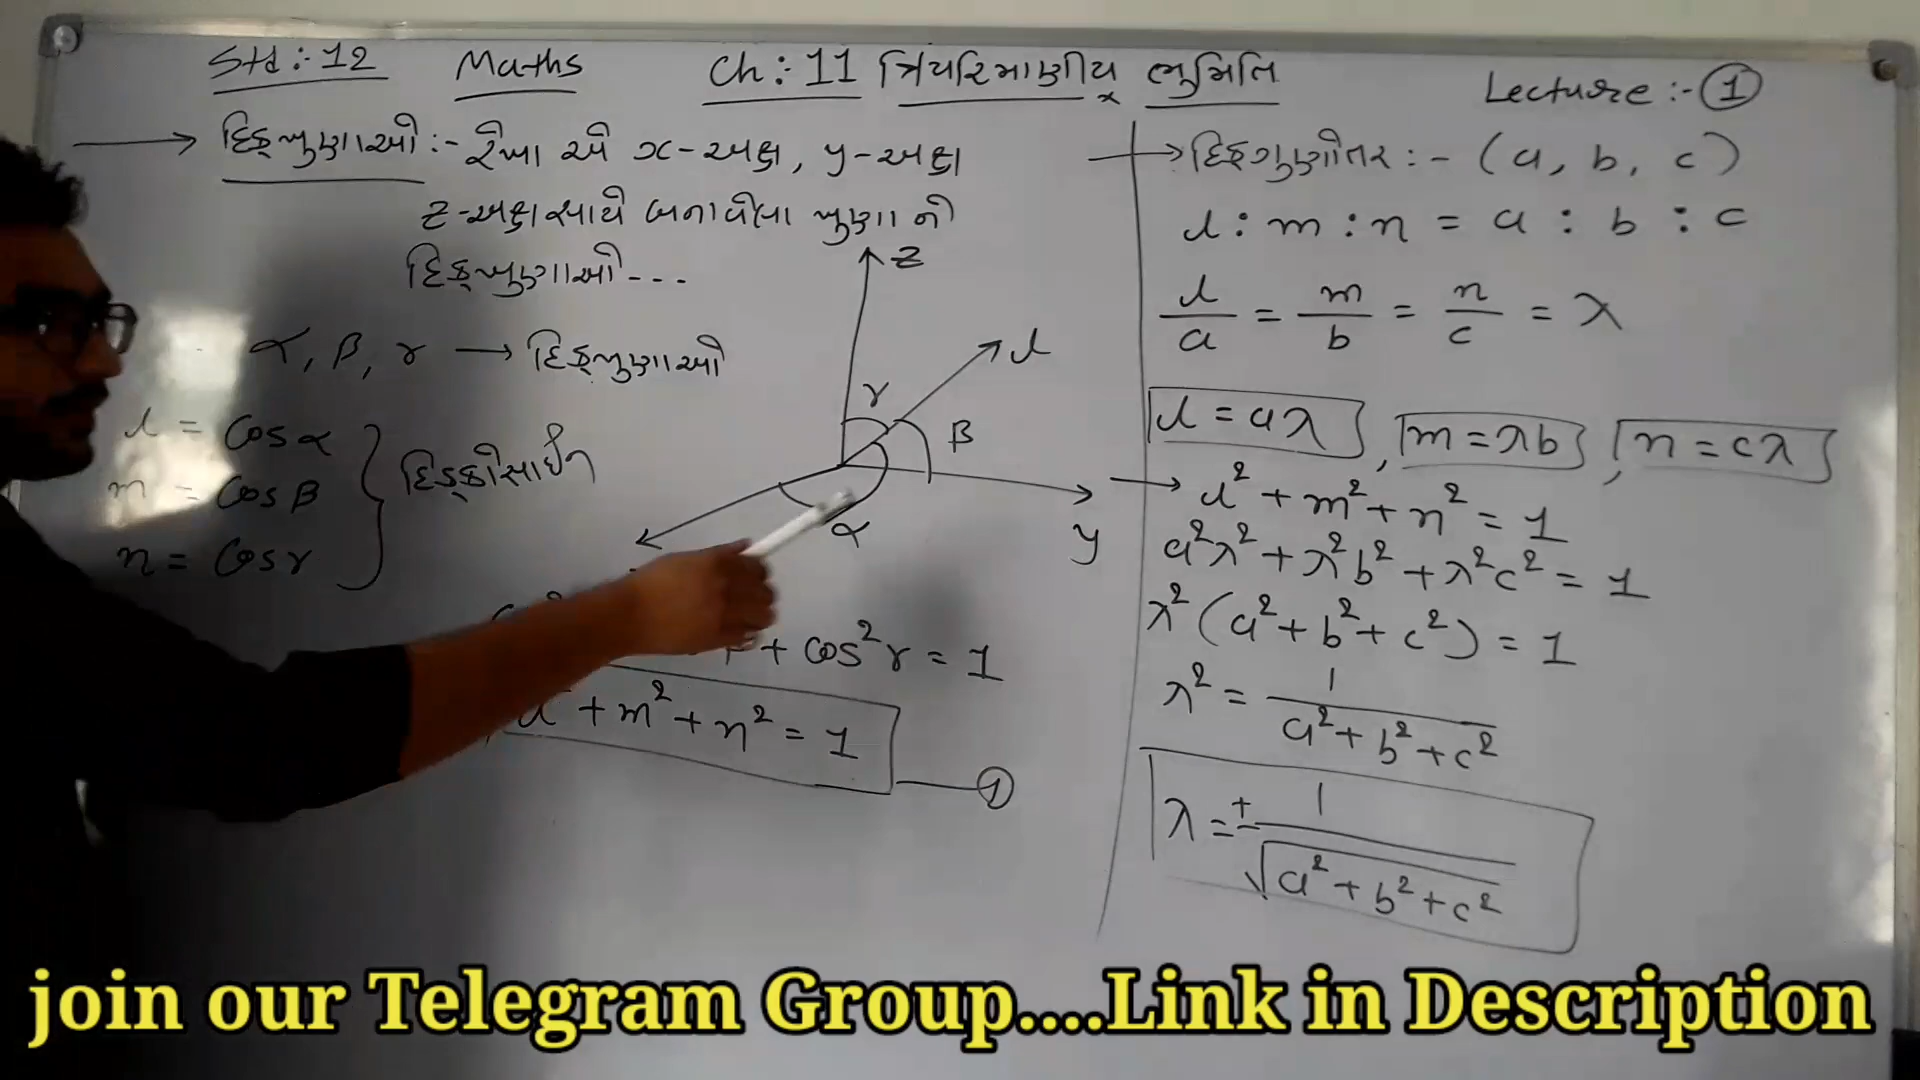 Std :- 12 Maths Ch :- 11 ત્રિપરિમાણીય ભૂમિતિ Lecture :- 1
દિક્ખૂણાઓ :- રેખા એ x-અક્ષ, y-અક્ષ
z-અક્ષ સાથે બનાવેલા ખૂણા ને
દિક્ખૂણાઓ ---
α, β, γ → દિક્ખૂણાઓ
l = cos α
m = cos β
n = cos γ
દિક્કોસાઈન
z
l
γ
β
α
y
+ cos²γ = 1
+ m² + n² = 1
1
→ દિક્ગુણોત્તર :- (a, b, c)
l : m : n = a : b : c
l/a = m/b = n/c = λ
l = aλ , m = λb , n = cλ
→ l² + m² + n² = 1
a²λ² + λ²b² + λ²c² = 1
λ² (a² + b² + c²) = 1
λ² = 1/(a² + b² + c²)
λ = ± 1/√(a² + b² + c²)
join our Telegram Group....Link in Description